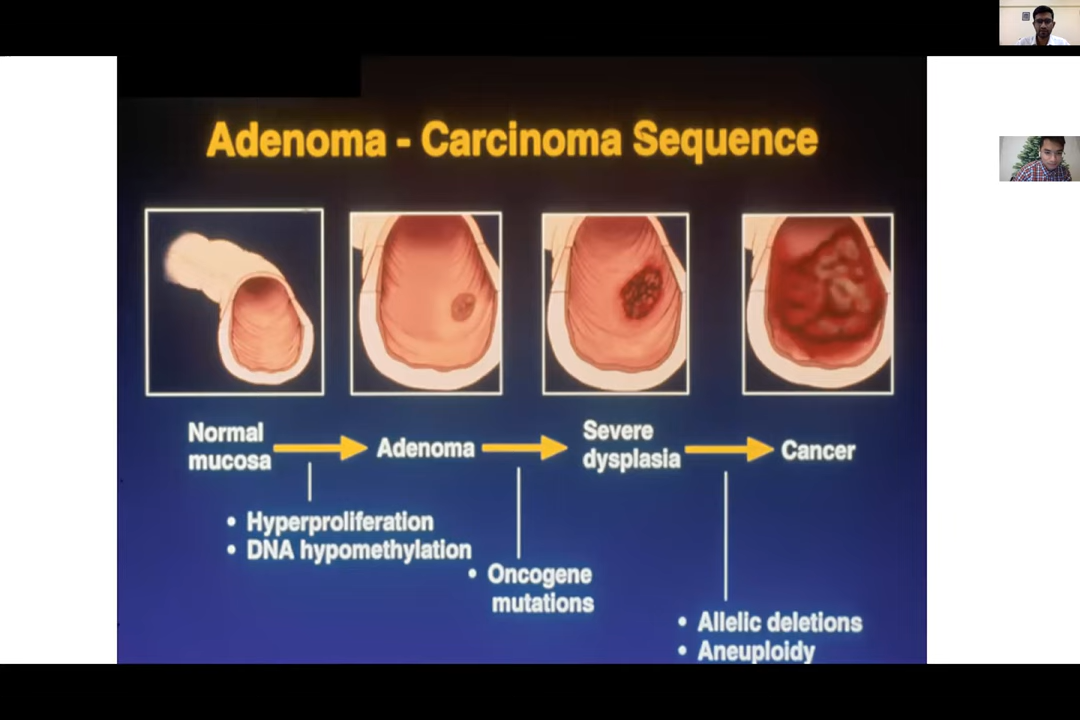 Adenoma - Carcinoma Sequence
Normal mucosa
Adenoma
Severe dysplasia
Cancer
• Hyperproliferation
• DNA hypomethylation
• Oncogene
mutations
• Allelic deletions
• Aneuploidy